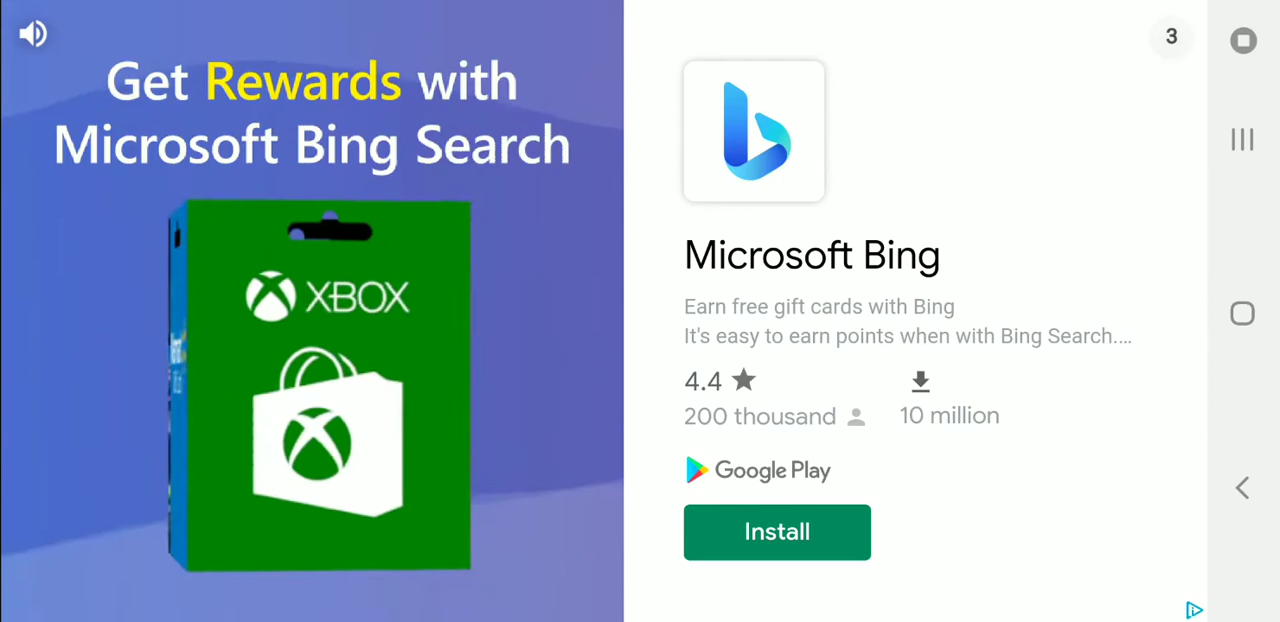 Get Rewards with
Microsoft Bing Search
XBOX
3
Microsoft Bing
Earn free gift cards with Bing
It's easy to earn points when with Bing Search....
4.4
200 thousand
10 million
Google Play
Install